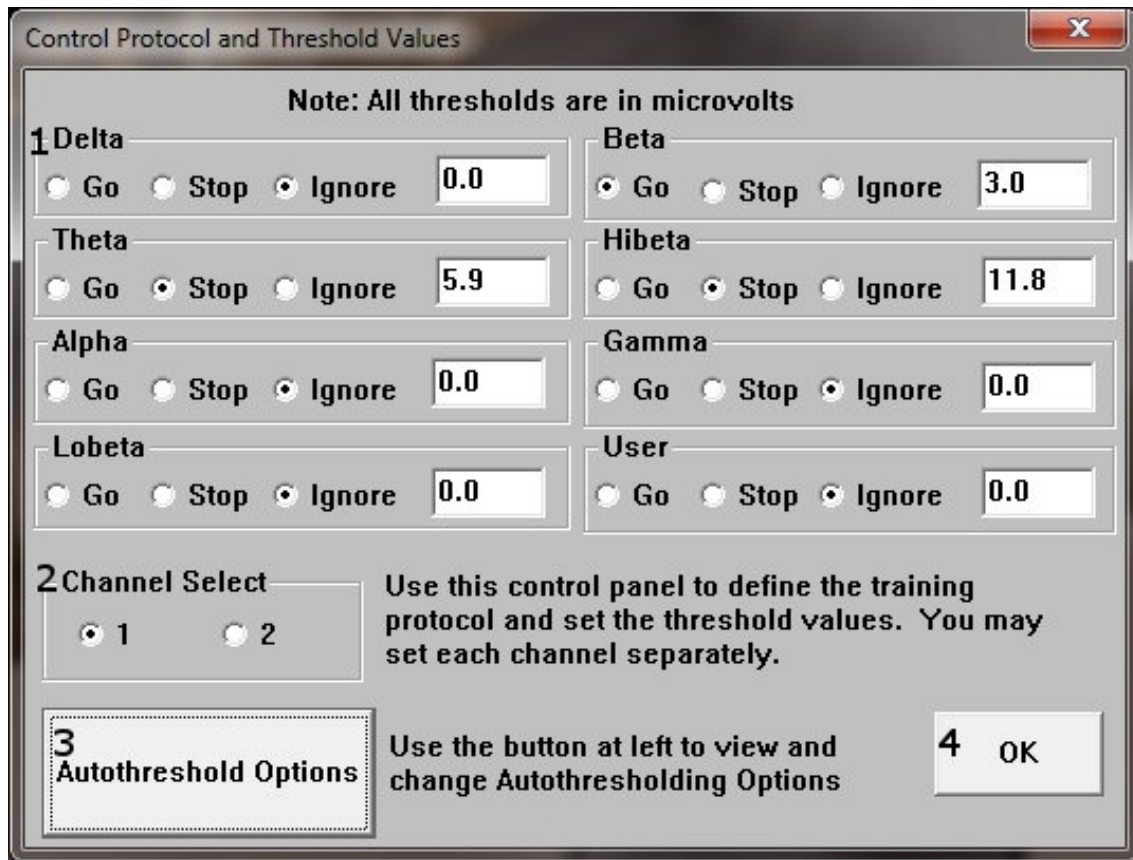 Control Protocol and Threshold Values
X
Note: All thresholds are in microvolts
1 Delta
Go Stop Ignore 0.0
Beta
Go Stop Ignore 3.0
Theta
Go Stop Ignore 5.9
Hibeta
Go Stop Ignore 11.8
Alpha
Go Stop Ignore 0.0
Gamma
Go Stop Ignore 0.0
Lobeta
Go Stop Ignore 0.0
User
Go Stop Ignore 0.0
2 Channel Select
1 2
Use this control panel to define the training
protocol and set the threshold values. You may
set each channel separately.
3
Autothreshold Options
Use the button at left to view and
change Autothresholding Options
4 OK